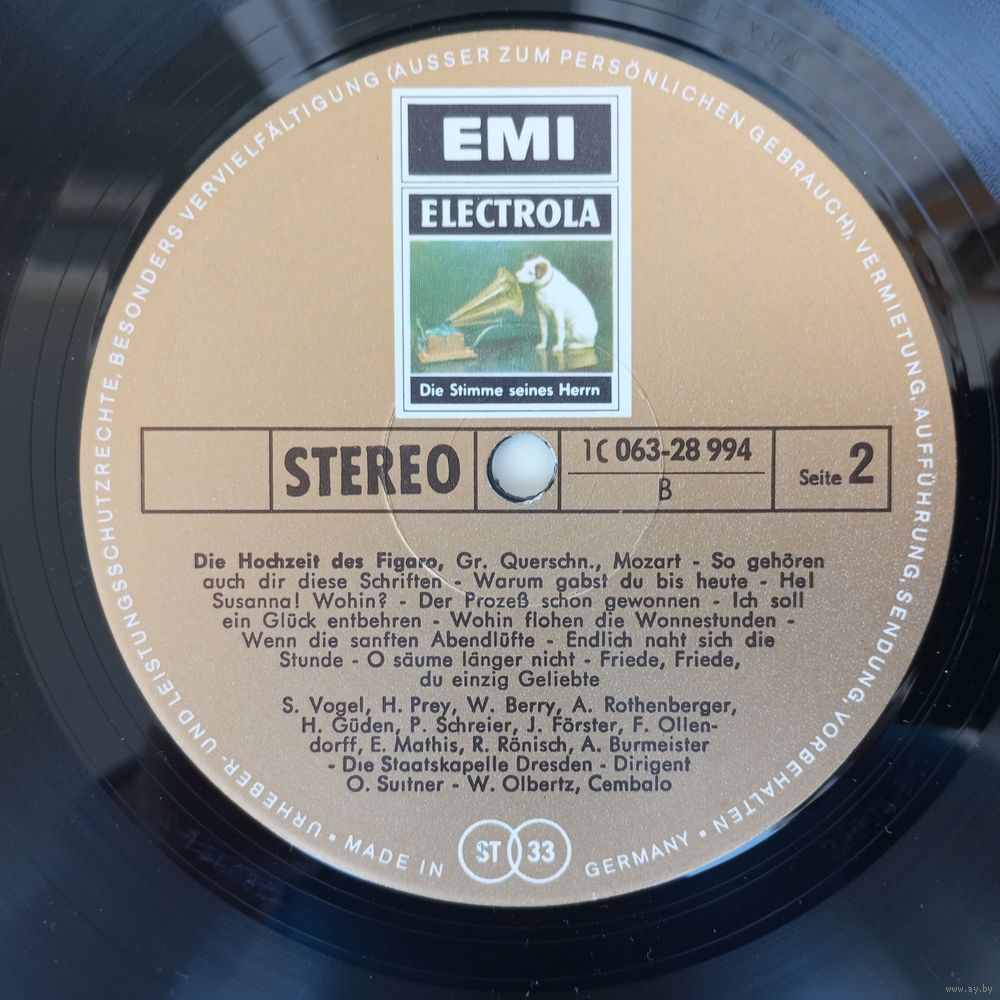 URHEBER- UND LEISTUNGSSCHUTZRECHTE, BESONDERS VERVIELFÄLTIGUNG (AUSSER ZUM PERSÖNLICHEN GEBRAUCH), VERMIETUNG, AUFFÜHRUNG, SENDUNG, VORBEHALTEN
EMI
ELECTROLA
Die Stimme seines Herrn
STEREO
1C 063-28 994
B
Seite 2
Die Hochzeit des Figaro, Gr. Querschn., Mozart - So gehören
auch dir diese Schriften - Warum gabst du bis heute - He!
Susanna! Wohin? - Der Prozeß schon gewonnen - Ich soll
ein Glück entbehren - Wohin flohen die Wonnestunden -
Wenn die sanften Abendlüfte - Endlich naht sich die
Stunde - O säume länger nicht - Friede, Friede,
du einzig Geliebte
S. Vogel, H. Prey, W. Berry, A. Rothenberger,
H. Güden, P. Schreier, J. Förster, F. Ollen-
dorff, E. Mathis, R. Rönisch, A. Burmeister
- Die Staatskapelle Dresden - Dirigent
O. Suitner - W. Olbertz, Cembalo
• MADE IN ST 33 GERMANY •
www.ay.by